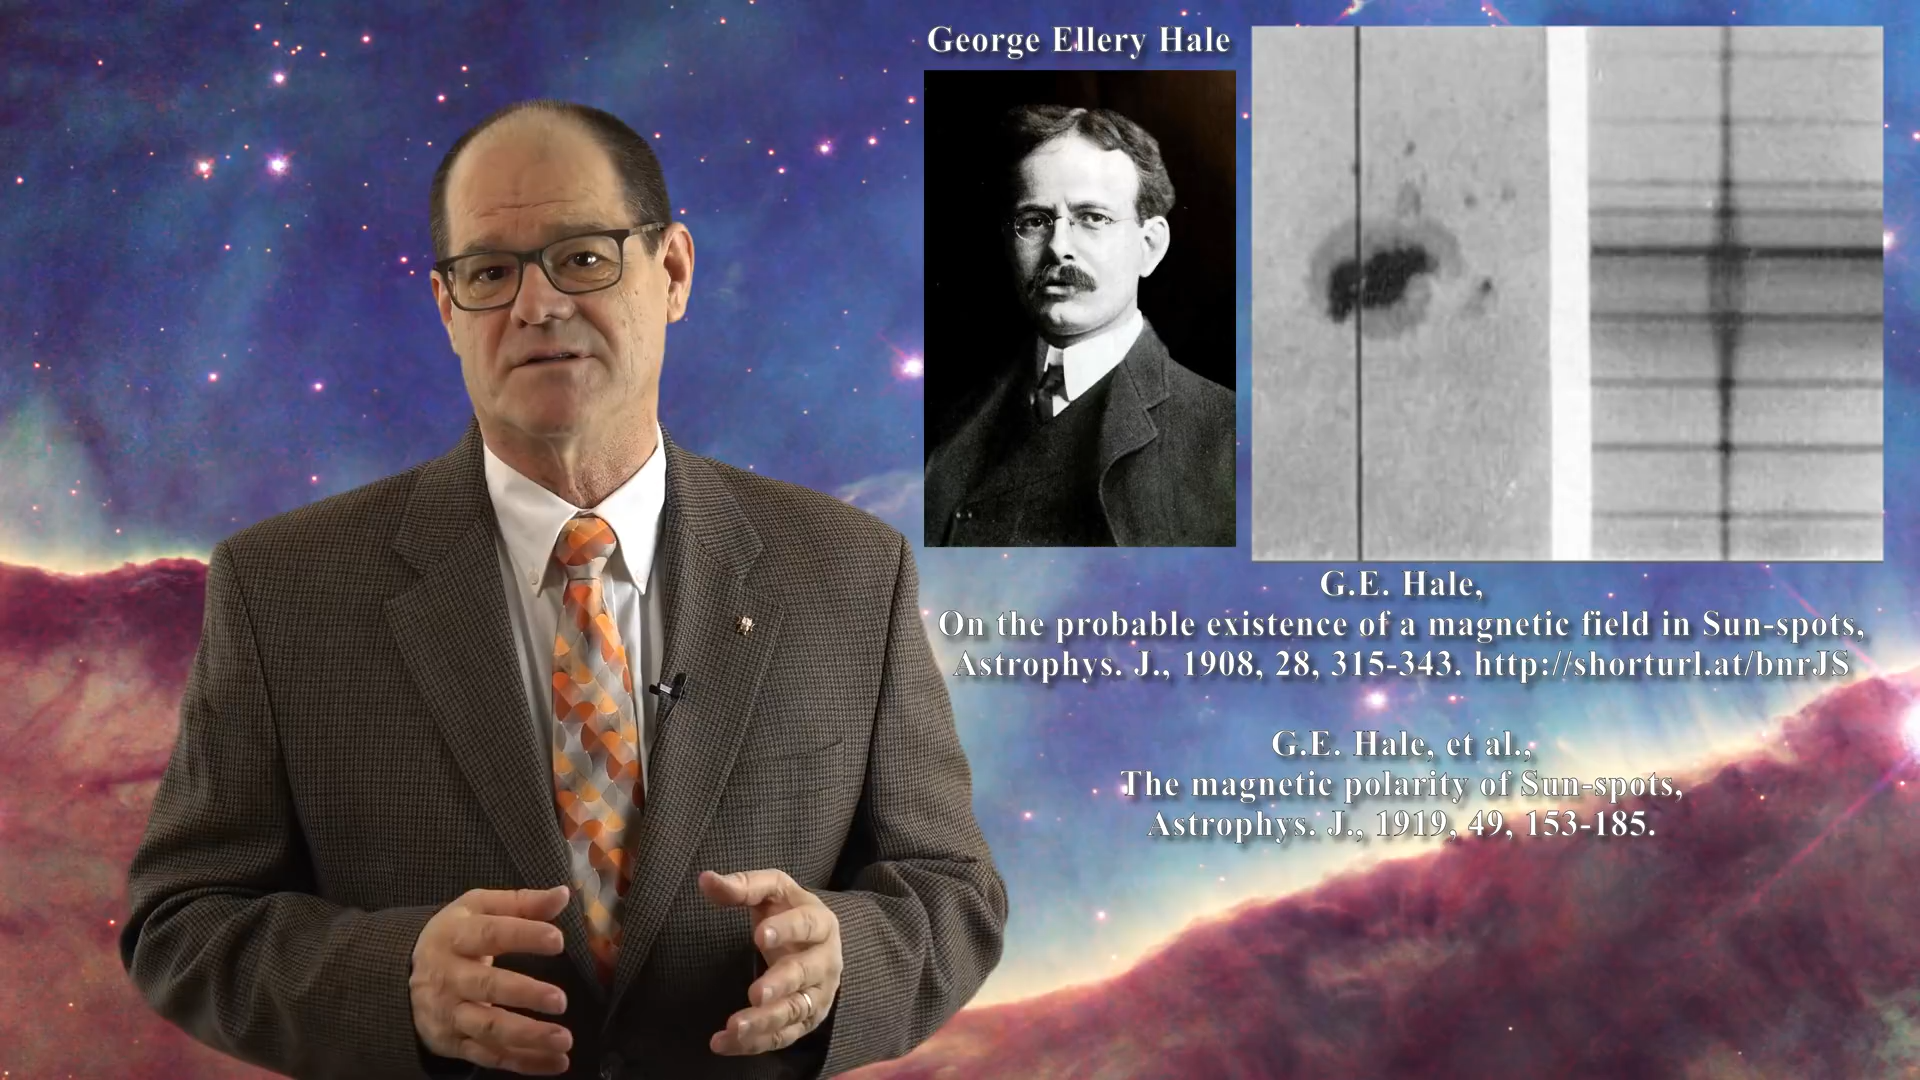 George Ellery Hale
G.E. Hale,
On the probable existence of a magnetic field in Sun-spots,
Astrophys. J., 1908, 28, 315-343. http://shorturl.at/bnrJS
G.E. Hale, et al.,
The magnetic polarity of Sun-spots,
Astrophys. J., 1919, 49, 153-185.